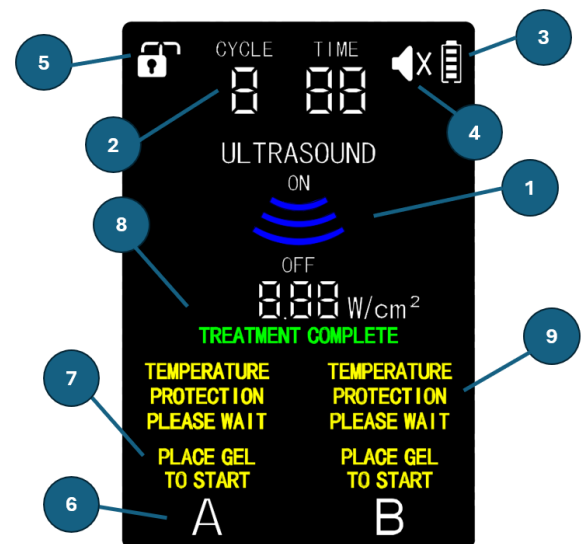 5
CYCLE TIME
3
8 88
X
2
4
ULTRASOUND
ON
1
8
OFF
8.88 W/cm²
TREATMENT COMPLETE
9
TEMPERATURE
PROTECTION
PLEASE WAIT
TEMPERATURE
PROTECTION
PLEASE WAIT
7
PLACE GEL
TO START
PLACE GEL
TO START
6
A
B